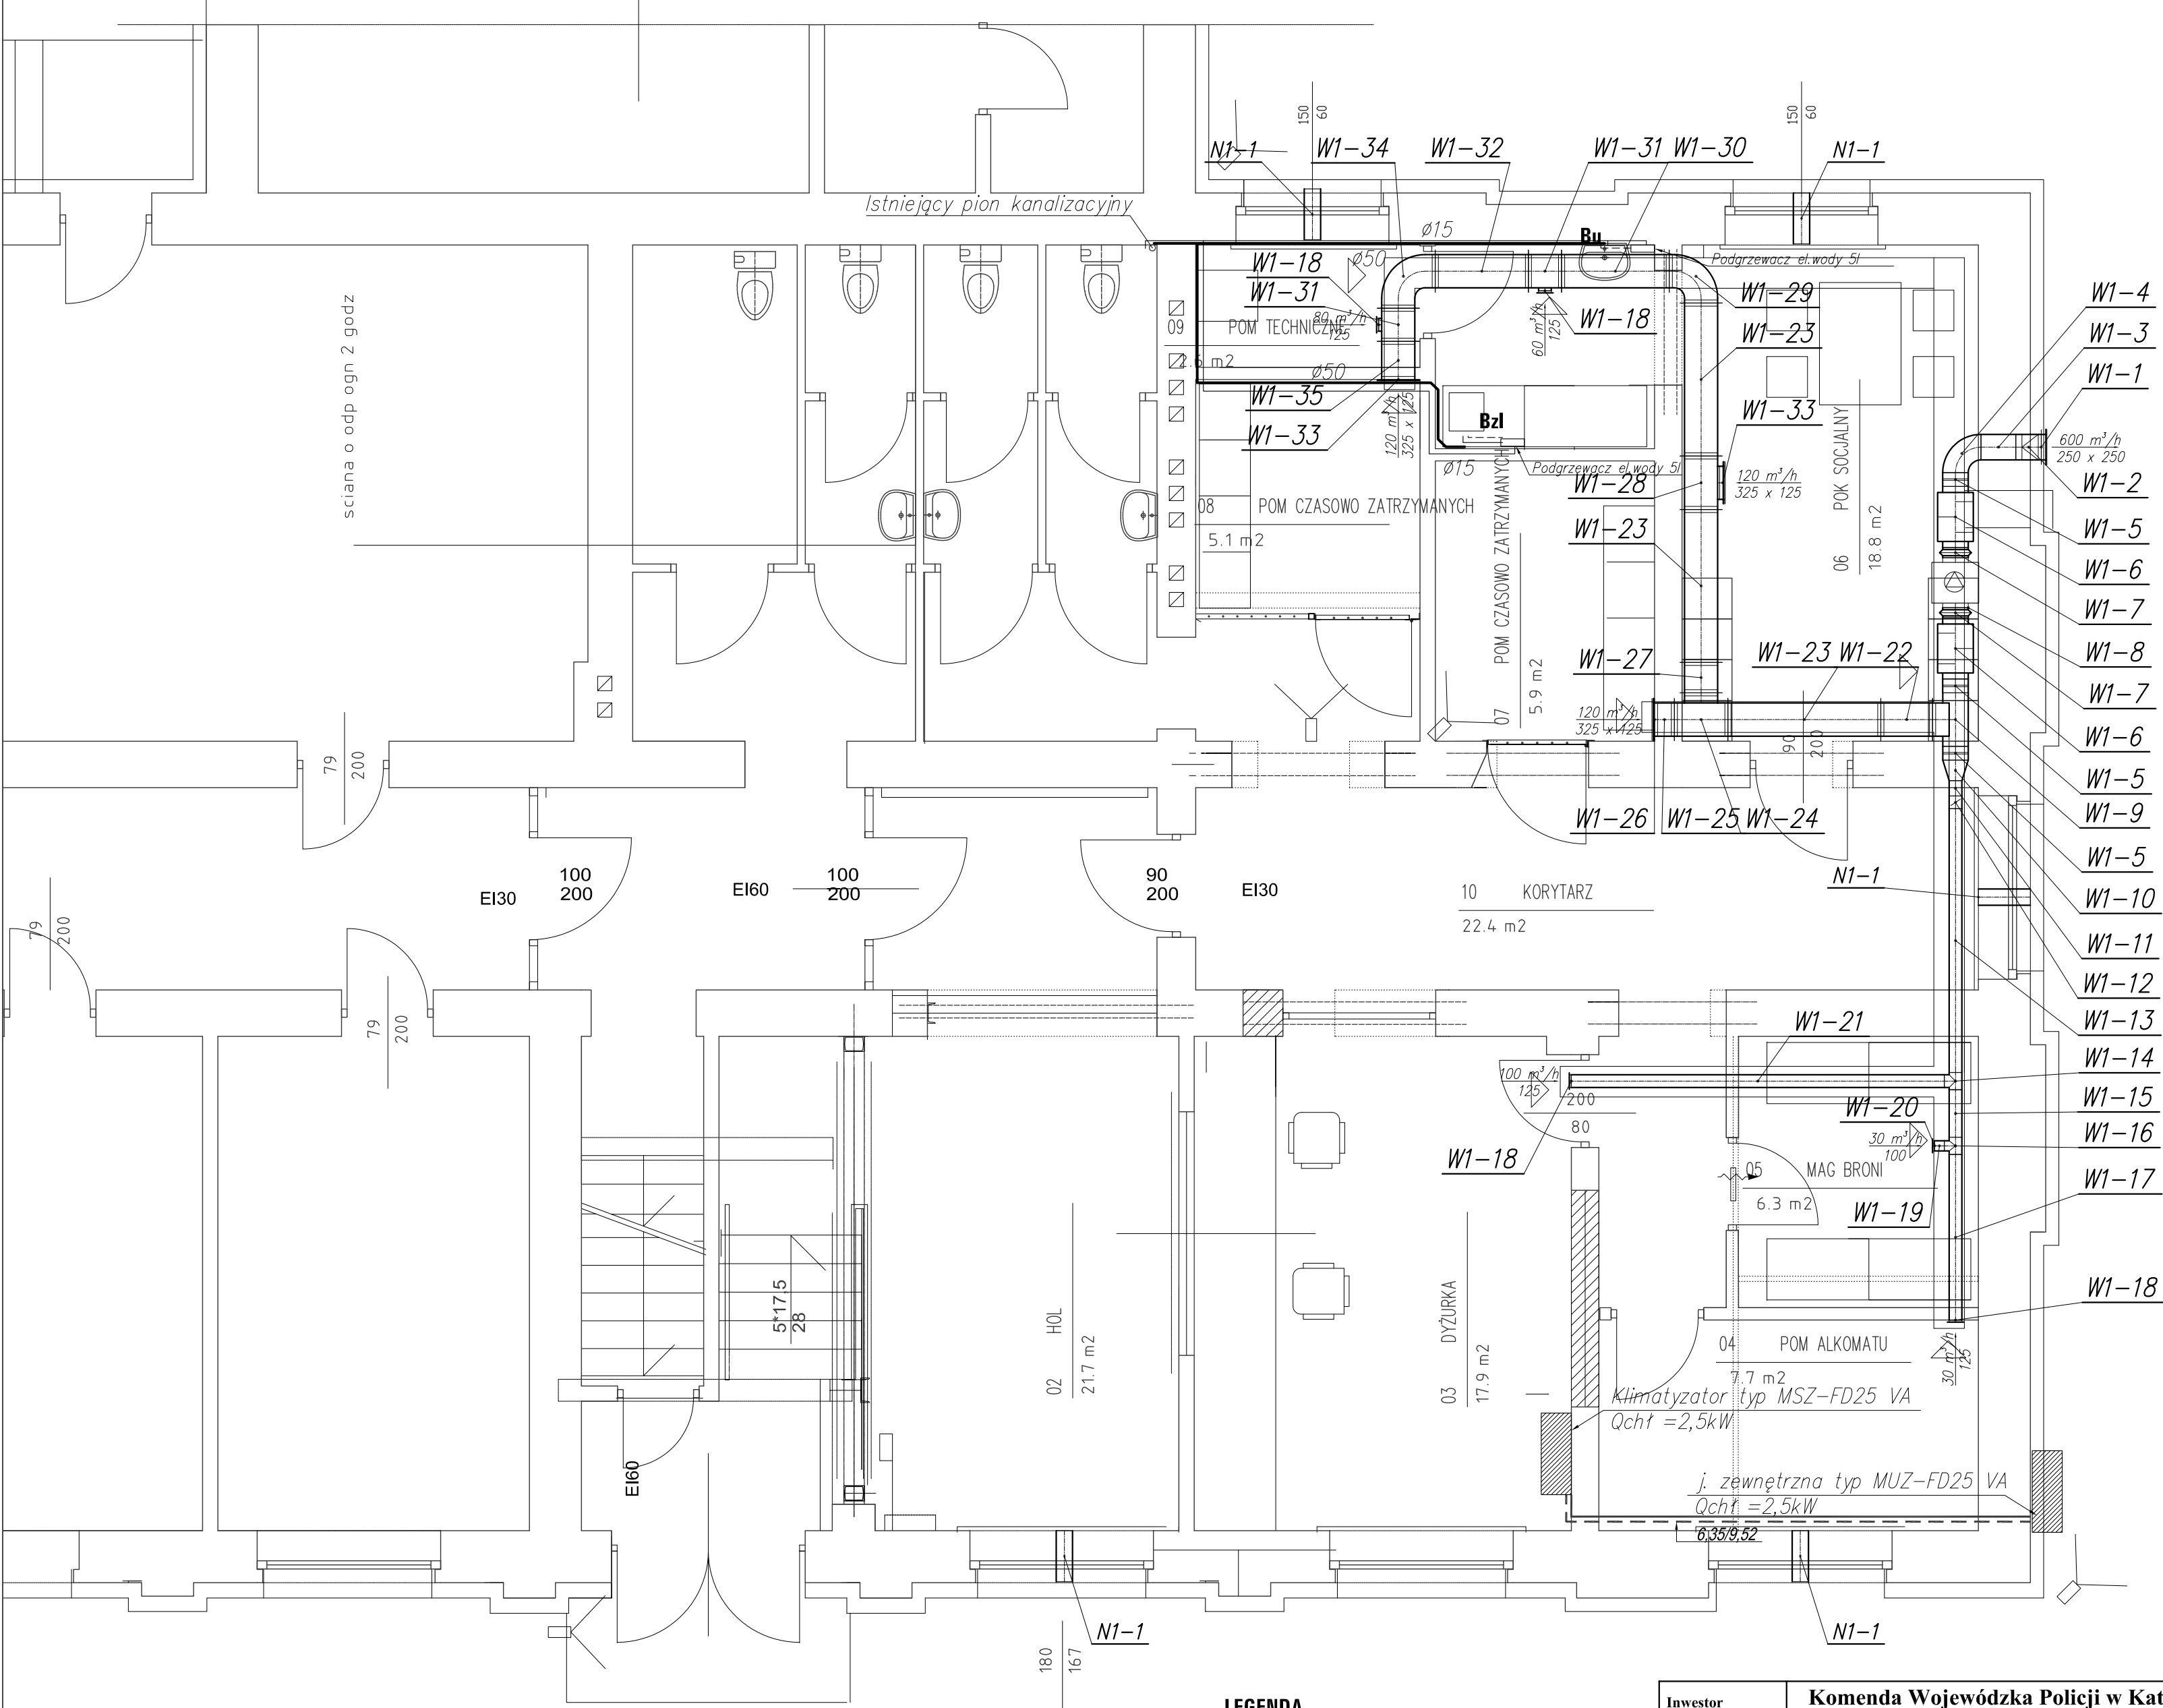 150
60
150
60
N1-1
W1-34
W1-32
W1-31 W1-30
N1-1
Istniejący pion kanalizacyjny
ø15
Bu
Podgrzewacz el.wody 5l
W1-18
ø50
W1-31
W1-29
W1-4
80 m³/h
125
09 POM TECHNICZNE
2.6 m2
60 m³/h
125
W1-18
W1-23
W1-3
ø50
W1-1
W1-35
Bzl
W1-33
W1-33
120 m³/h
325 x 125
600 m³/h
250 x 250
ø15
Podgrzewacz el.wody 5l
W1-28
120 m³/h
325 x 125
W1-2
sciana o odp ogn 2 godz
08 POM CZASOWO ZATRZYMANYCH
5.1 m2
W1-23
06 POK SOCJALNY
18.8 m2
W1-5
W1-6
W1-7
07 POM CZASOWO ZATRZYMANYCH
5.9 m2
W1-27
W1-23 W1-22
W1-8
W1-7
120 m³/h
325 x 125
90
200
W1-6
79
200
W1-5
W1-26
W1-25 W1-24
W1-9
W1-5
EI30
100
200
EI60
100
200
90
200
EI30
10 KORYTARZ
22.4 m2
N1-1
W1-10
79
200
W1-11
W1-12
79
200
W1-21
W1-13
W1-14
100 m³/h
125
200
80
W1-20
W1-15
30 m³/h
100
W1-16
W1-18
05 MAG BRONI
6.3 m2
W1-17
W1-19
5*17,5
28
02 HOL
21.7 m2
03 DYŻURKA
17.9 m2
W1-18
04 POM ALKOMATU
7.7 m2
30 m³/h
125
Klimatyzator typ MSZ-FD25 VA
Qchł =2,5kW
EI60
j. zewnętrzna typ MUZ-FD25 VA
Qchł =2,5kW
6,35/9,52
N1-1
N1-1
180
167
LEGENDA
Inwestor
Komenda Wojewódzka Policji w Kat